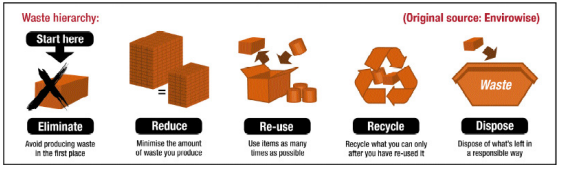 Waste hierarchy:
(Original source: Envirowise)
Start here
=
Waste
Eliminate
Reduce
Re-use
Recycle
Dispose
Avoid producing waste
in the first place
Minimise the amount
of waste you produce
Use items as many
times as possible
Recycle what you can only
after you have re-used it
Dispose of what's left in
a responsible way